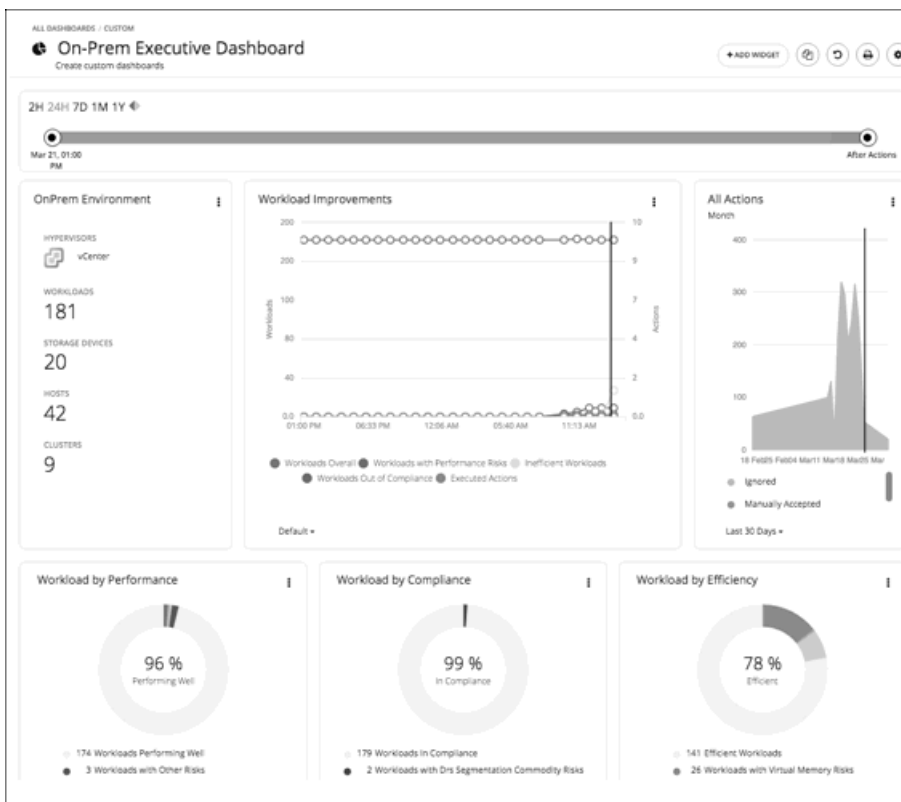 ALL DASHBOARDS / CUSTOM
On-Prem Executive Dashboard
Create custom dashboards
+ ADD WIDGET
2H 24H 7D 1M 1Y
Mar 21, 01:00
PM
After Actions
OnPrem Environment
HYPERVISORS
vCenter
WORKLOADS
181
STORAGE DEVICES
20
HOSTS
42
CLUSTERS
9
Workload Improvements
200
200
100
80
40
0.0
Workloads
10
9
7
4
2
0.0
Actions
01:00 PM 06:33 PM 12:06 AM 05:40 AM 11:13 AM
Workloads Overall Workloads with Performance Risks Inefficient Workloads
Workloads Out of Compliance Executed Actions
Default
All Actions
Month
400
300
200
100
0
18 Feb25 Feb04 Mar11 Mar18 Mar25 Mar
Ignored
Manually Accepted
Last 30 Days
Workload by Performance
96 %
Performing Well
174 Workloads Performing Well
3 Workloads with Other Risks
Workload by Compliance
99 %
In Compliance
179 Workloads In Compliance
2 Workloads with Drs Segmentation Commodity Risks
Workload by Efficiency
78 %
Efficient
141 Efficient Workloads
26 Workloads with Virtual Memory Risks